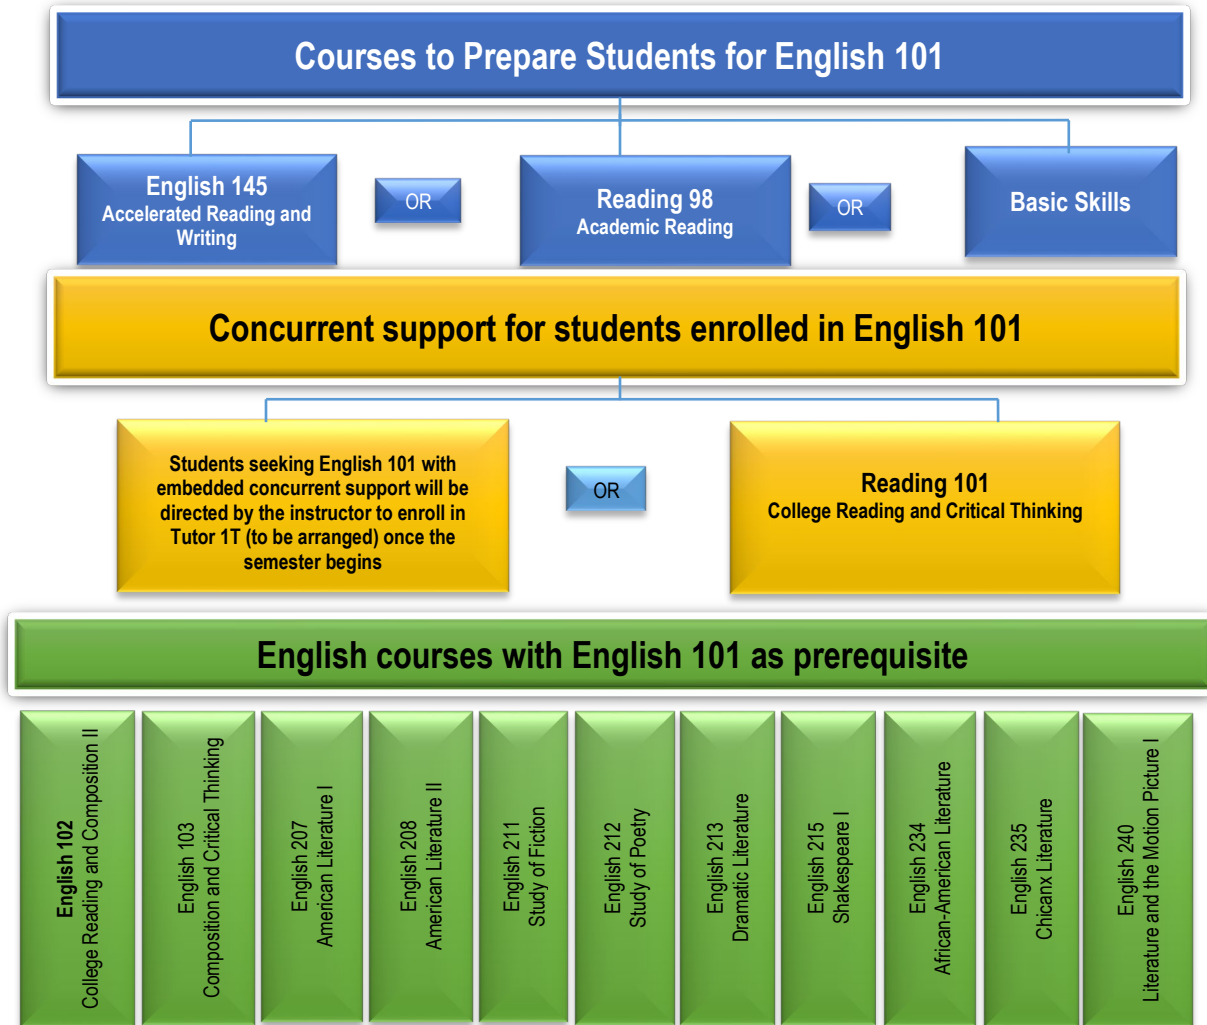 Courses to Prepare Students for English 101
English 145
Accelerated Reading and
Writing
OR
Reading 98
Academic Reading
OR
Basic Skills
Concurrent support for students enrolled in English 101
Students seeking English 101 with
embedded concurrent support will be
directed by the instructor to enroll in
Tutor 1T (to be arranged) once the
semester begins
OR
Reading 101
College Reading and Critical Thinking
English courses with English 101 as prerequisite
English 102
College Reading and Composition II
English 103
Composition and Critical Thinking
English 207
American Literature I
English 208
American Literature II
English 211
Study of Fiction
English 212
Study of Poetry
English 213
Dramatic Literature
English 215
Shakespeare I
English 234
African-American Literature
English 235
Chicanx Literature
English 240
Literature and the Motion Picture I